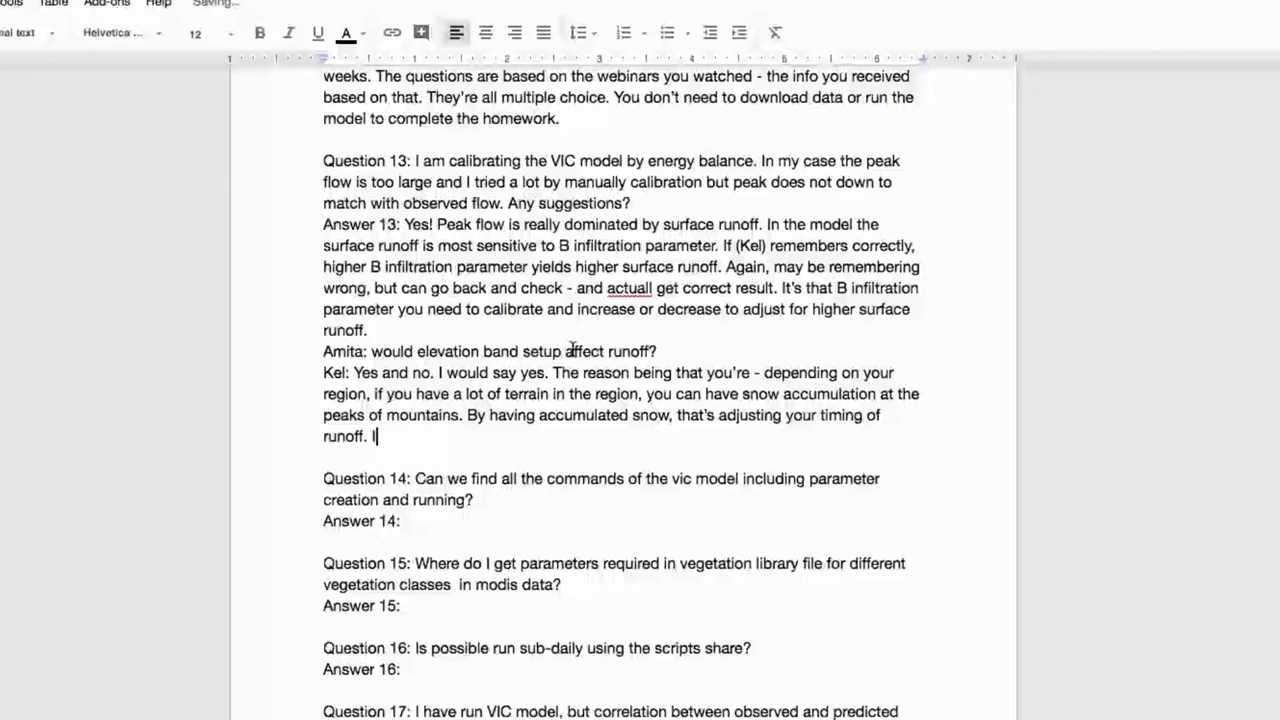 ools Table Add-ons Help Saving...
al text Helvetica ... 12 B I U A
1 1 2 3 4 5 6 7
weeks. The questions are based on the webinars you watched - the info you received
based on that. They're all multiple choice. You don't need to download data or run the
model to complete the homework.
Question 13: I am calibrating the VIC model by energy balance. In my case the peak
flow is too large and I tried a lot by manually calibration but peak does not down to
match with observed flow. Any suggestions?
Answer 13: Yes! Peak flow is really dominated by surface runoff. In the model the
surface runoff is most sensitive to B infiltration parameter. If (Kel) remembers correctly,
higher B infiltration parameter yields higher surface runoff. Again, may be remembering
wrong, but can go back and check - and actuall get correct result. It's that B infiltration
parameter you need to calibrate and increase or decrease to adjust for higher surface
runoff.
Amita: would elevation band setup affect runoff?
Kel: Yes and no. I would say yes. The reason being that you're - depending on your
region, if you have a lot of terrain in the region, you can have snow accumulation at the
peaks of mountains. By having accumulated snow, that's adjusting your timing of
runoff. I
Question 14: Can we find all the commands of the vic model including parameter
creation and running?
Answer 14:
Question 15: Where do I get parameters required in vegetation library file for different
vegetation classes in modis data?
Answer 15:
Question 16: Is possible run sub-daily using the scripts share?
Answer 16:
Question 17: I have run VIC model, but correlation between observed and predicted